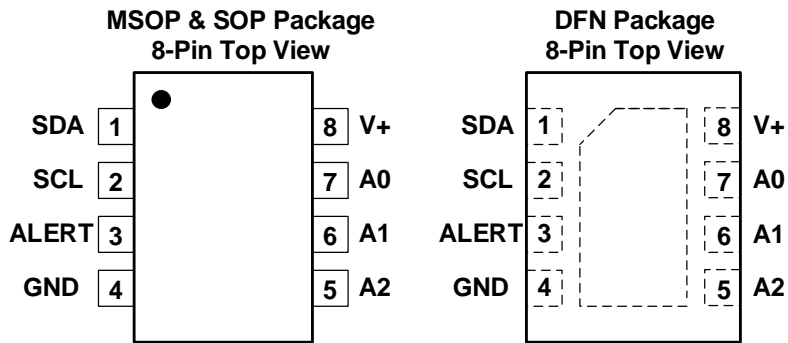 MSOP & SOP Package
8-Pin Top View
SDA 1
8 V+
SCL 2
7 A0
ALERT 3
6 A1
GND 4
5 A2
DFN Package
8-Pin Top View
SDA 1
8 V+
SCL 2
7 A0
ALERT 3
6 A1
GND 4
5 A2